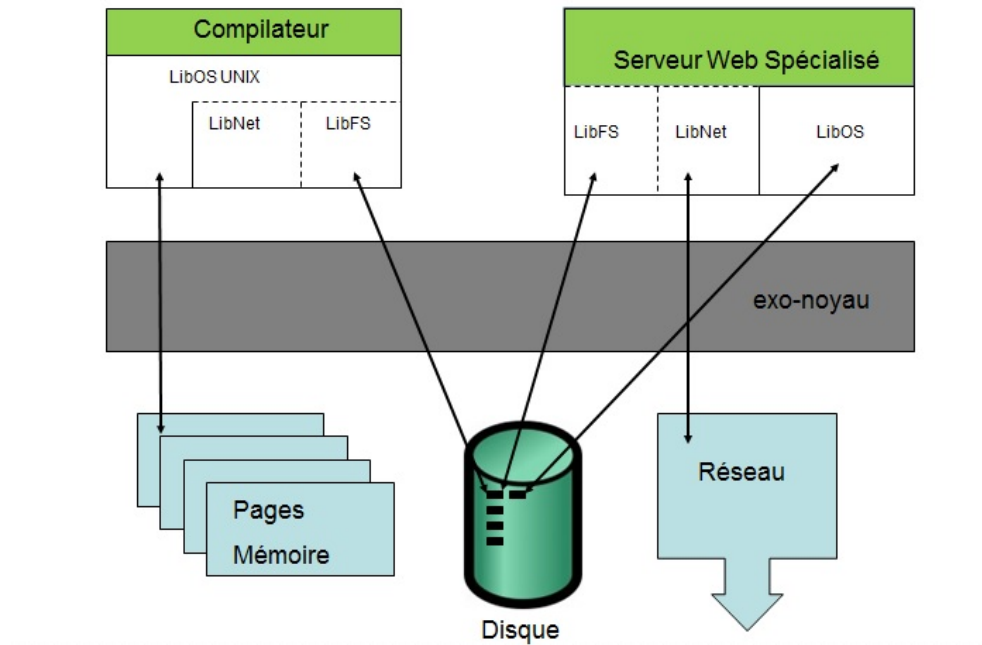 Compilateur
LibOS UNIX
LibNet
LibFS
Serveur Web Spécialisé
LibFS
LibNet
LibOS
exo-noyau
Pages
Mémoire
Disque
Réseau